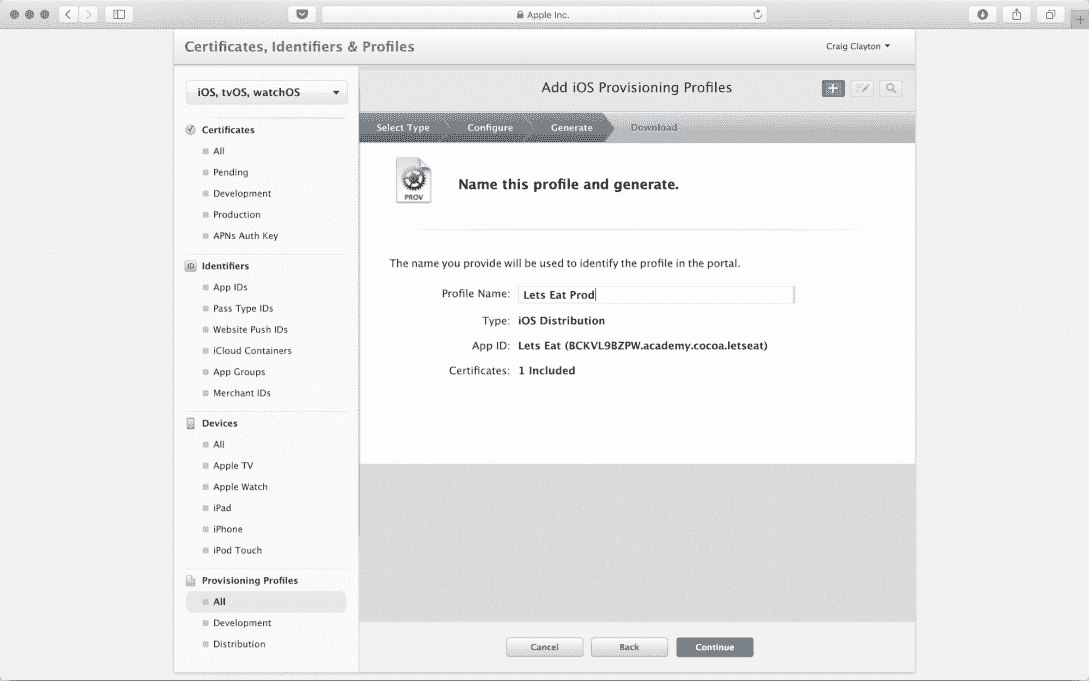 Apple Inc.
Certificates, Identifiers & Profiles
Craig Clayton
iOS, tvOS, watchOS
Add iOS Provisioning Profiles
Certificates
All
Pending
Development
Production
APNs Auth Key
Identifiers
App IDs
Pass Type IDs
Website Push IDs
iCloud Containers
App Groups
Merchant IDs
Devices
All
Apple TV
Apple Watch
iPad
iPhone
iPod Touch
Provisioning Profiles
All
Development
Distribution
Select Type
Configure
Generate
Download
PROV
Name this profile and generate.
The name you provide will be used to identify the profile in the portal.
Profile Name: Lets Eat Prod
Type: iOS Distribution
App ID: Lets Eat (BCKVL9BZPW.academy.cocoa.letseat)
Certificates: 1 Included
Cancel
Back
Continue
ID